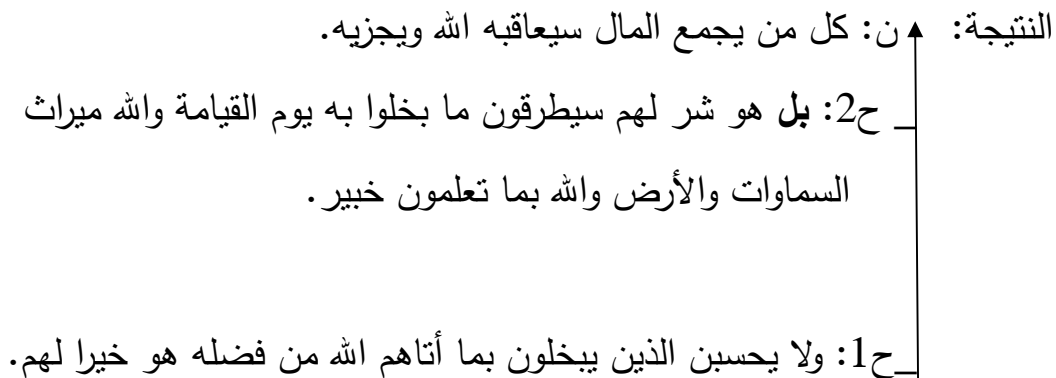 النتيجة: ن: كل من يجمع المال سيعاقبه الله ويجزيه.
ح2: بل هو شر لهم سيطرقون ما بخلوا به يوم القيامة والله ميراث
السماوات والأرض والله بما تعلمون خبير.
ح1: ولا يحسبن الذين يبخلون بما أتاهم الله من فضله هو خيرا لهم.